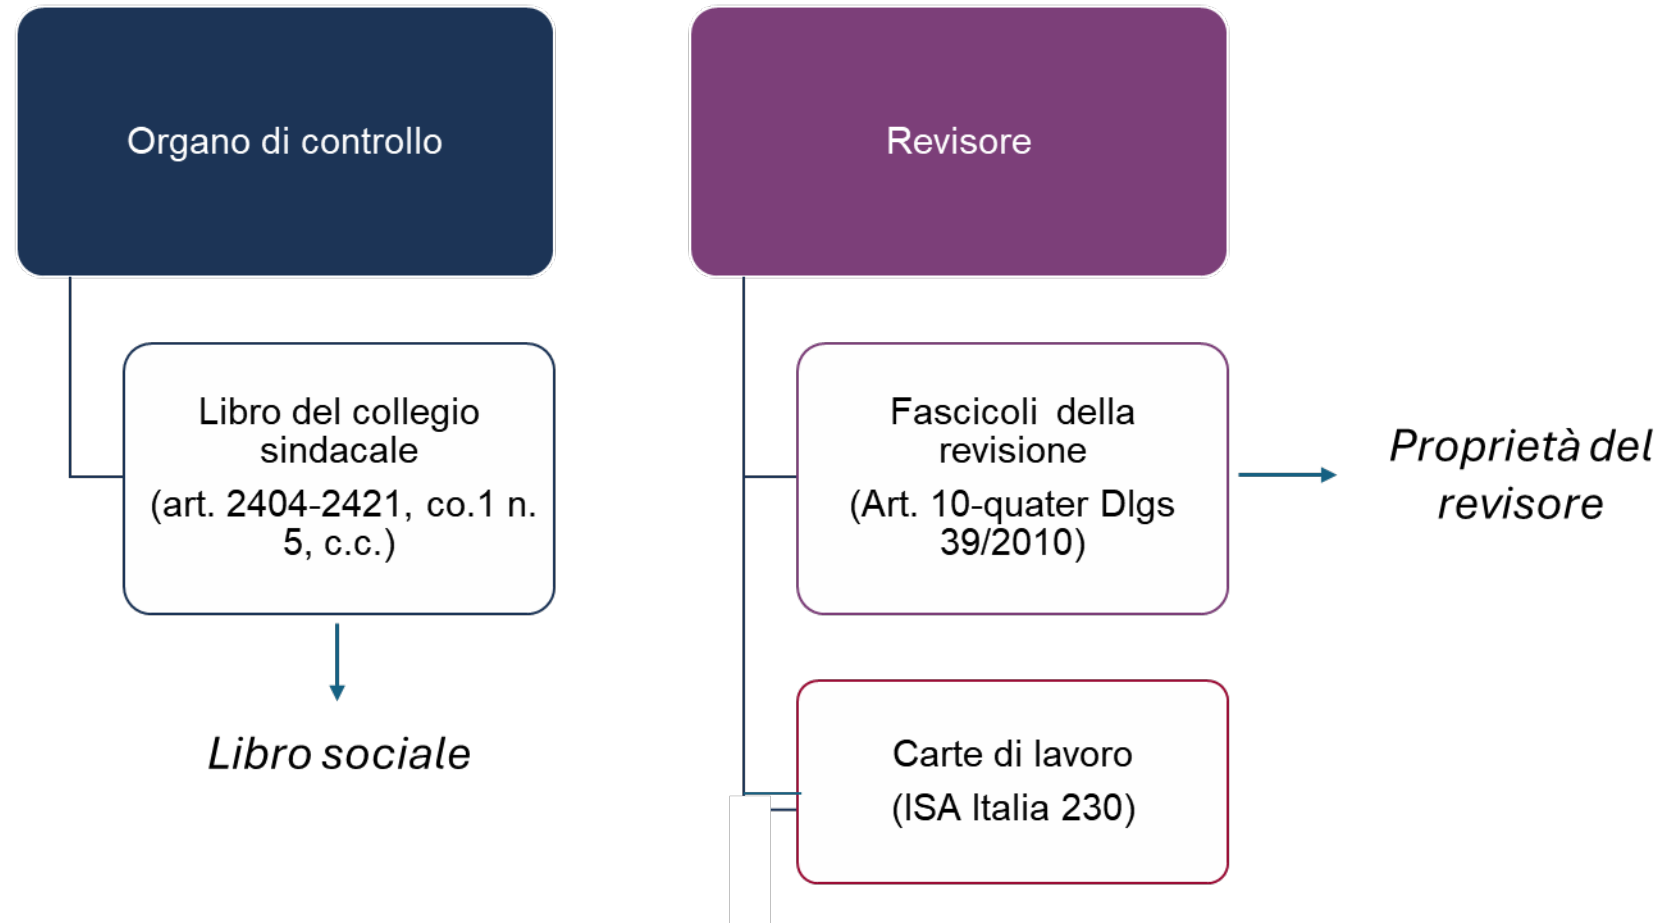 Organo di controllo
Libro del collegio
sindacale
(art. 2404-2421, co.1 n.
5, c.c.)
Libro sociale
Revisore
Fascicoli della
revisione
(Art. 10-quater Dlgs
39/2010)
Proprietà del
revisore
Carte di lavoro
(ISA Italia 230)